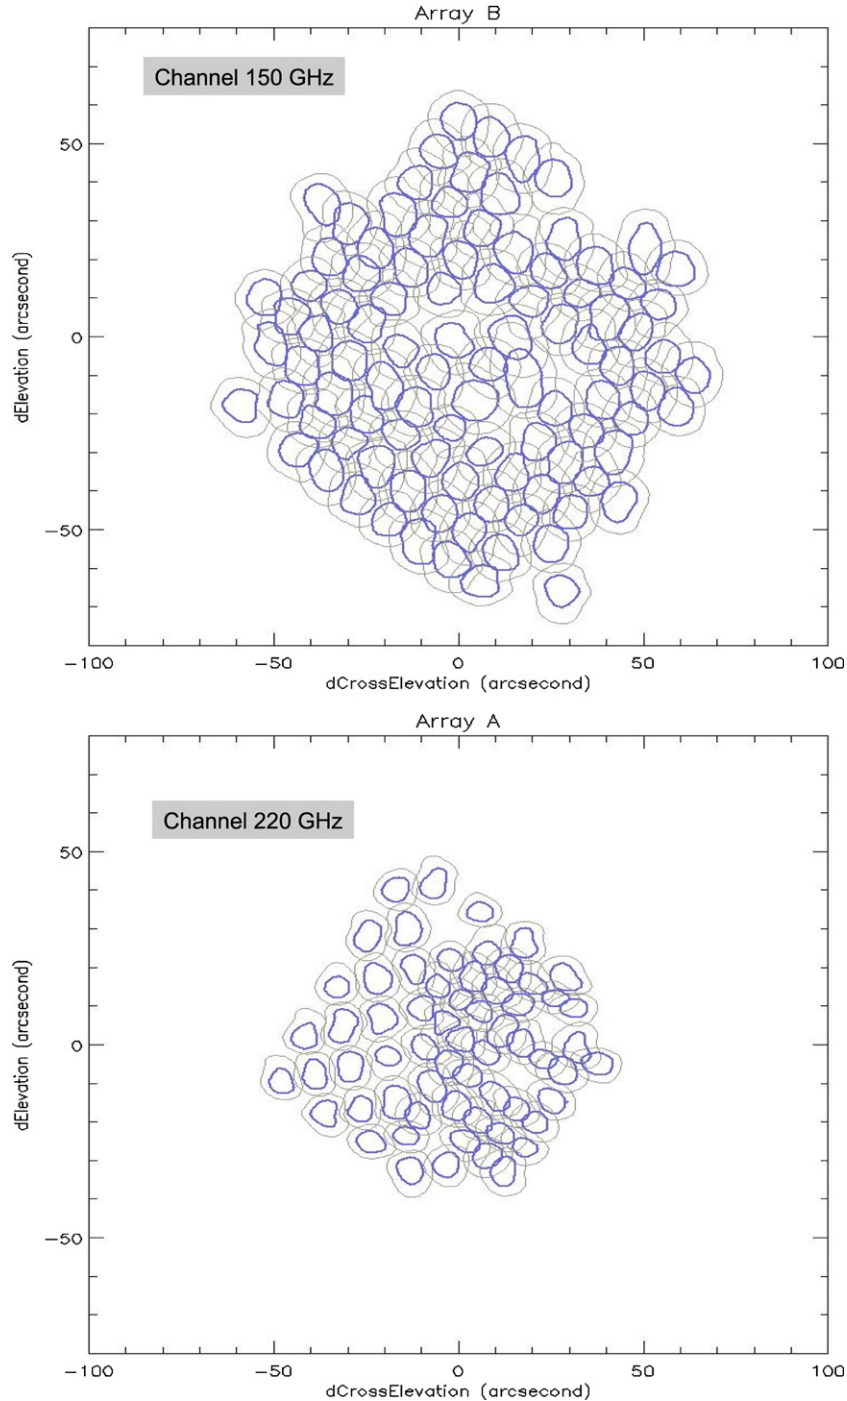 Array B
Channel 150 GHz
50
0
-50
dElevation (arcsecond)
-100
-50
0
50
100
dCrossElevation (arcsecond)
Array A
Channel 220 GHz
50
0
-50
dElevation (arcsecond)
-100
-50
0
50
100
dCrossElevation (arcsecond)